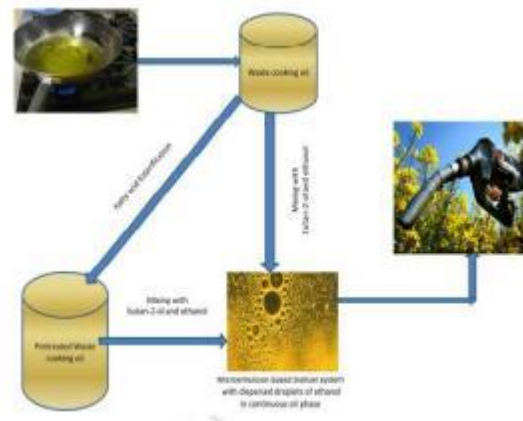 Waste cooking oil
Fatty acid Esterification
Mixing with
butan-2-ol and ethanol
Mixing with
butan-2-ol and ethanol
Pretreated Waste
cooking oil
Microemulsion based biofuel system
with dispersed droplets of ethanol
in continuous oil phase